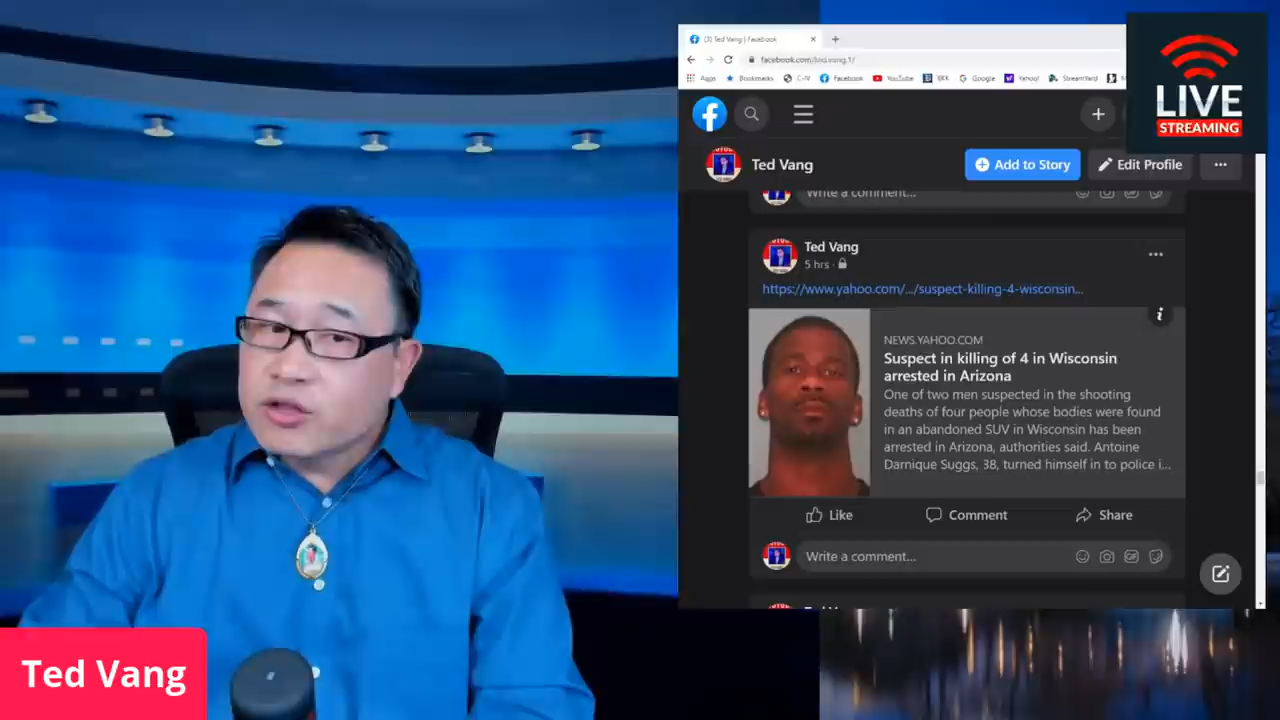 (3) Ted Vang | Facebook
facebook.com/ted.vang.1/
Apps Bookmarks C-IV Facebook YouTube Google Yahoo! StreamYard
LIVE
STREAMING
Ted Vang
Add to Story
Edit Profile
Write a comment...
Ted Vang
5 hrs
https://www.yahoo.com/.../suspect-killing-4-wisconsin...
NEWS.YAHOO.COM
Suspect in killing of 4 in Wisconsin
arrested in Arizona
One of two men suspected in the shooting
deaths of four people whose bodies were found
in an abandoned SUV in Wisconsin has been
arrested in Arizona, authorities said. Antoine
Darnique Suggs, 38, turned himself in to police i...
Like Comment Share
Write a comment...
GIF
Ted Vang